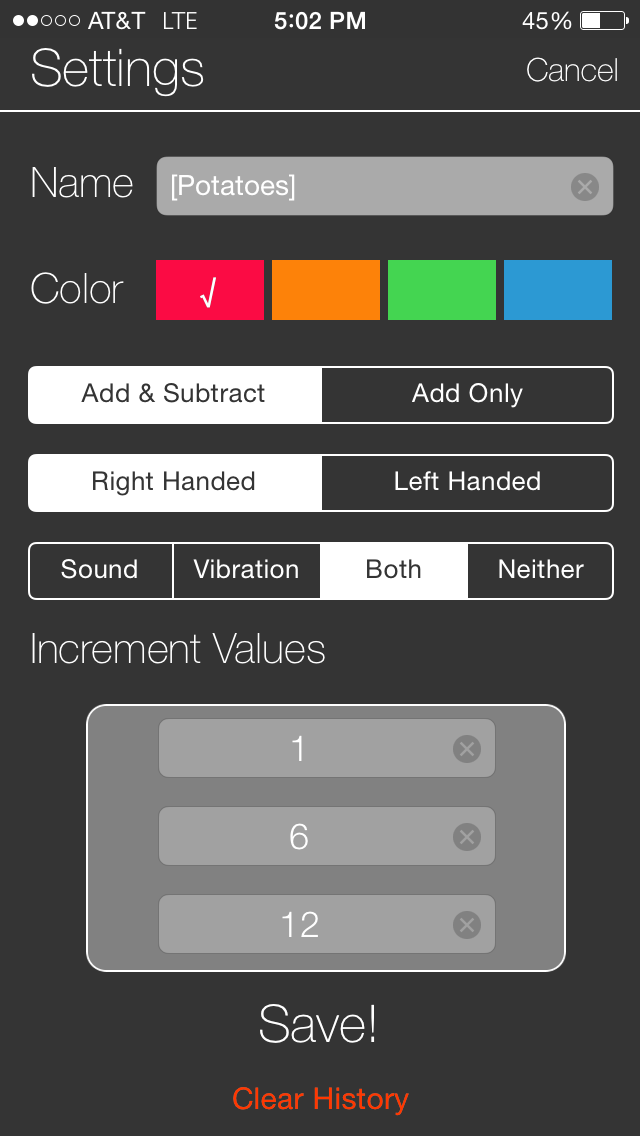 AT&T LTE 5:02 PM 45%
Settings Cancel
Name [Potatoes]
Color √
Add & Subtract Add Only
Right Handed Left Handed
Sound Vibration Both Neither
Increment Values
1
6
12
Save!
Clear History